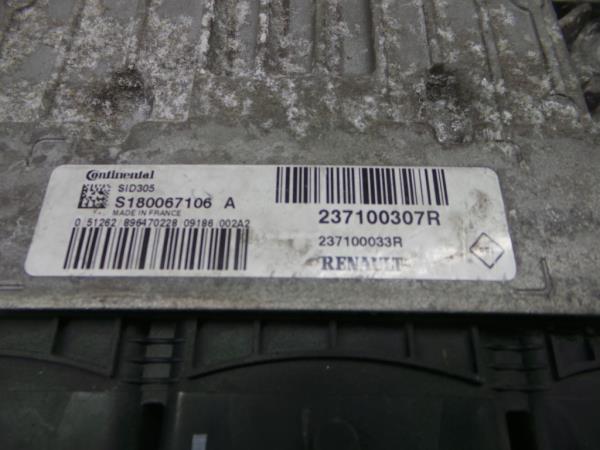 Continental
SID305
S180067106 A
MADE IN FRANCE
0 51262 896470228 09186 002A2
237100307R
237100033R
RENAULT